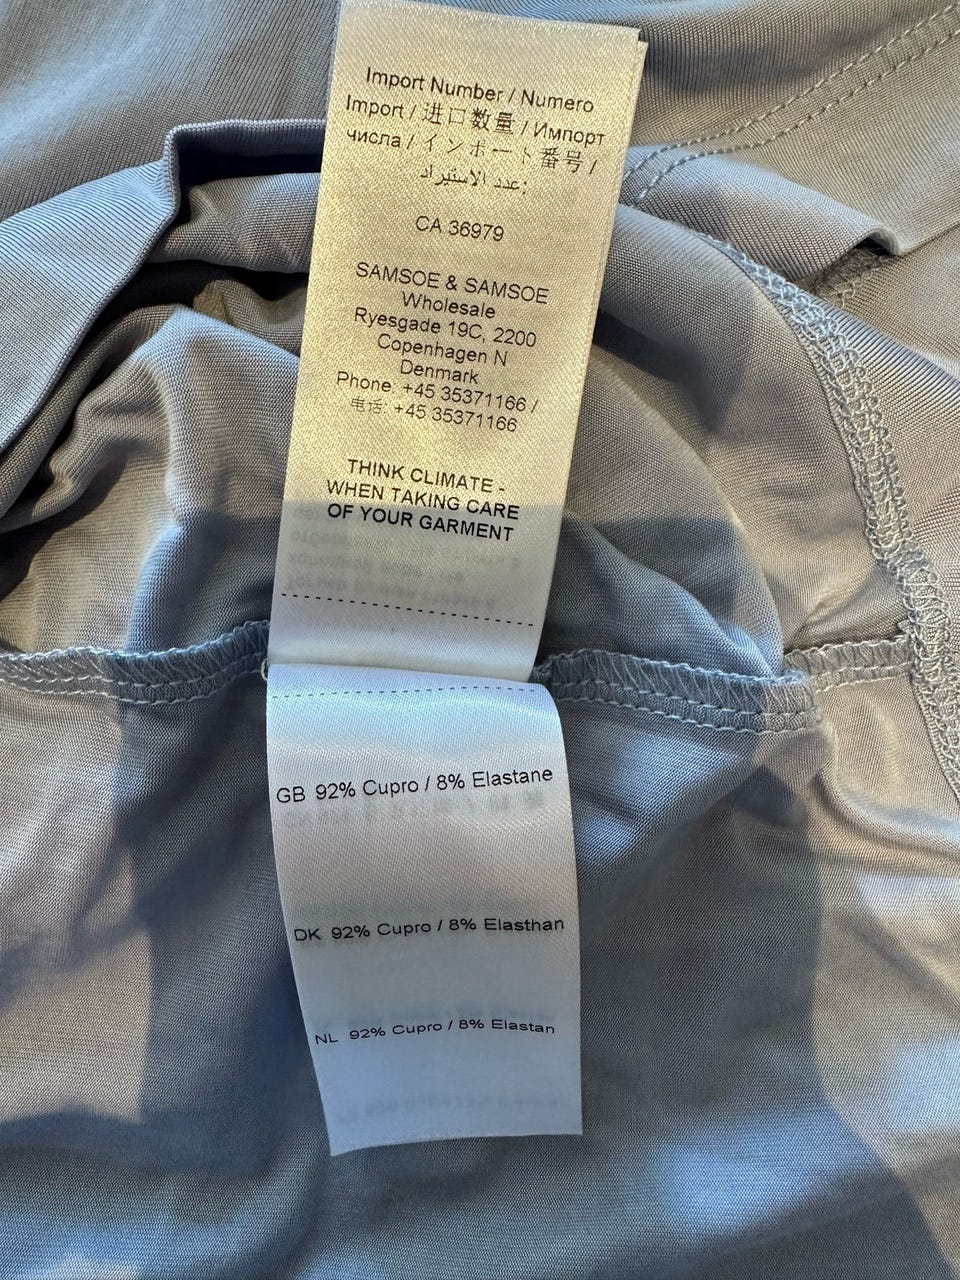 Import Number / Numero
Import / 进口数量 / Импорт
числа / インポート番号 /
عدد الاستيراد:
CA 36979
SAMSOE & SAMSOE
Wholesale
Ryesgade 19C, 2200
Copenhagen N
Denmark
Phone: +45 35371166 /
电话: +45 35371166
THINK CLIMATE -
WHEN TAKING CARE
OF YOUR GARMENT
GB 92% Cupro / 8% Elastane
DK 92% Cupro / 8% Elasthan
NL 92% Cupro / 8% Elastan